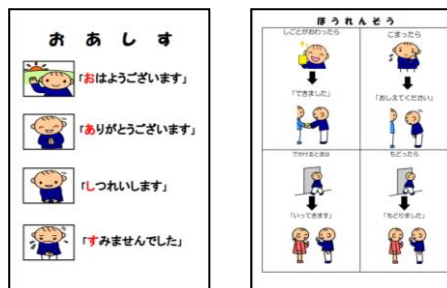 おあしす
「おはようございます」
「ありがとうございます」
「しつれいします」
「すみませんでした」
ほうれんそう
しごとがおわったら
こまったら
「できました」
「おしえてください」
でかけるときは
もどったら
「いってきます」
「もどりました」